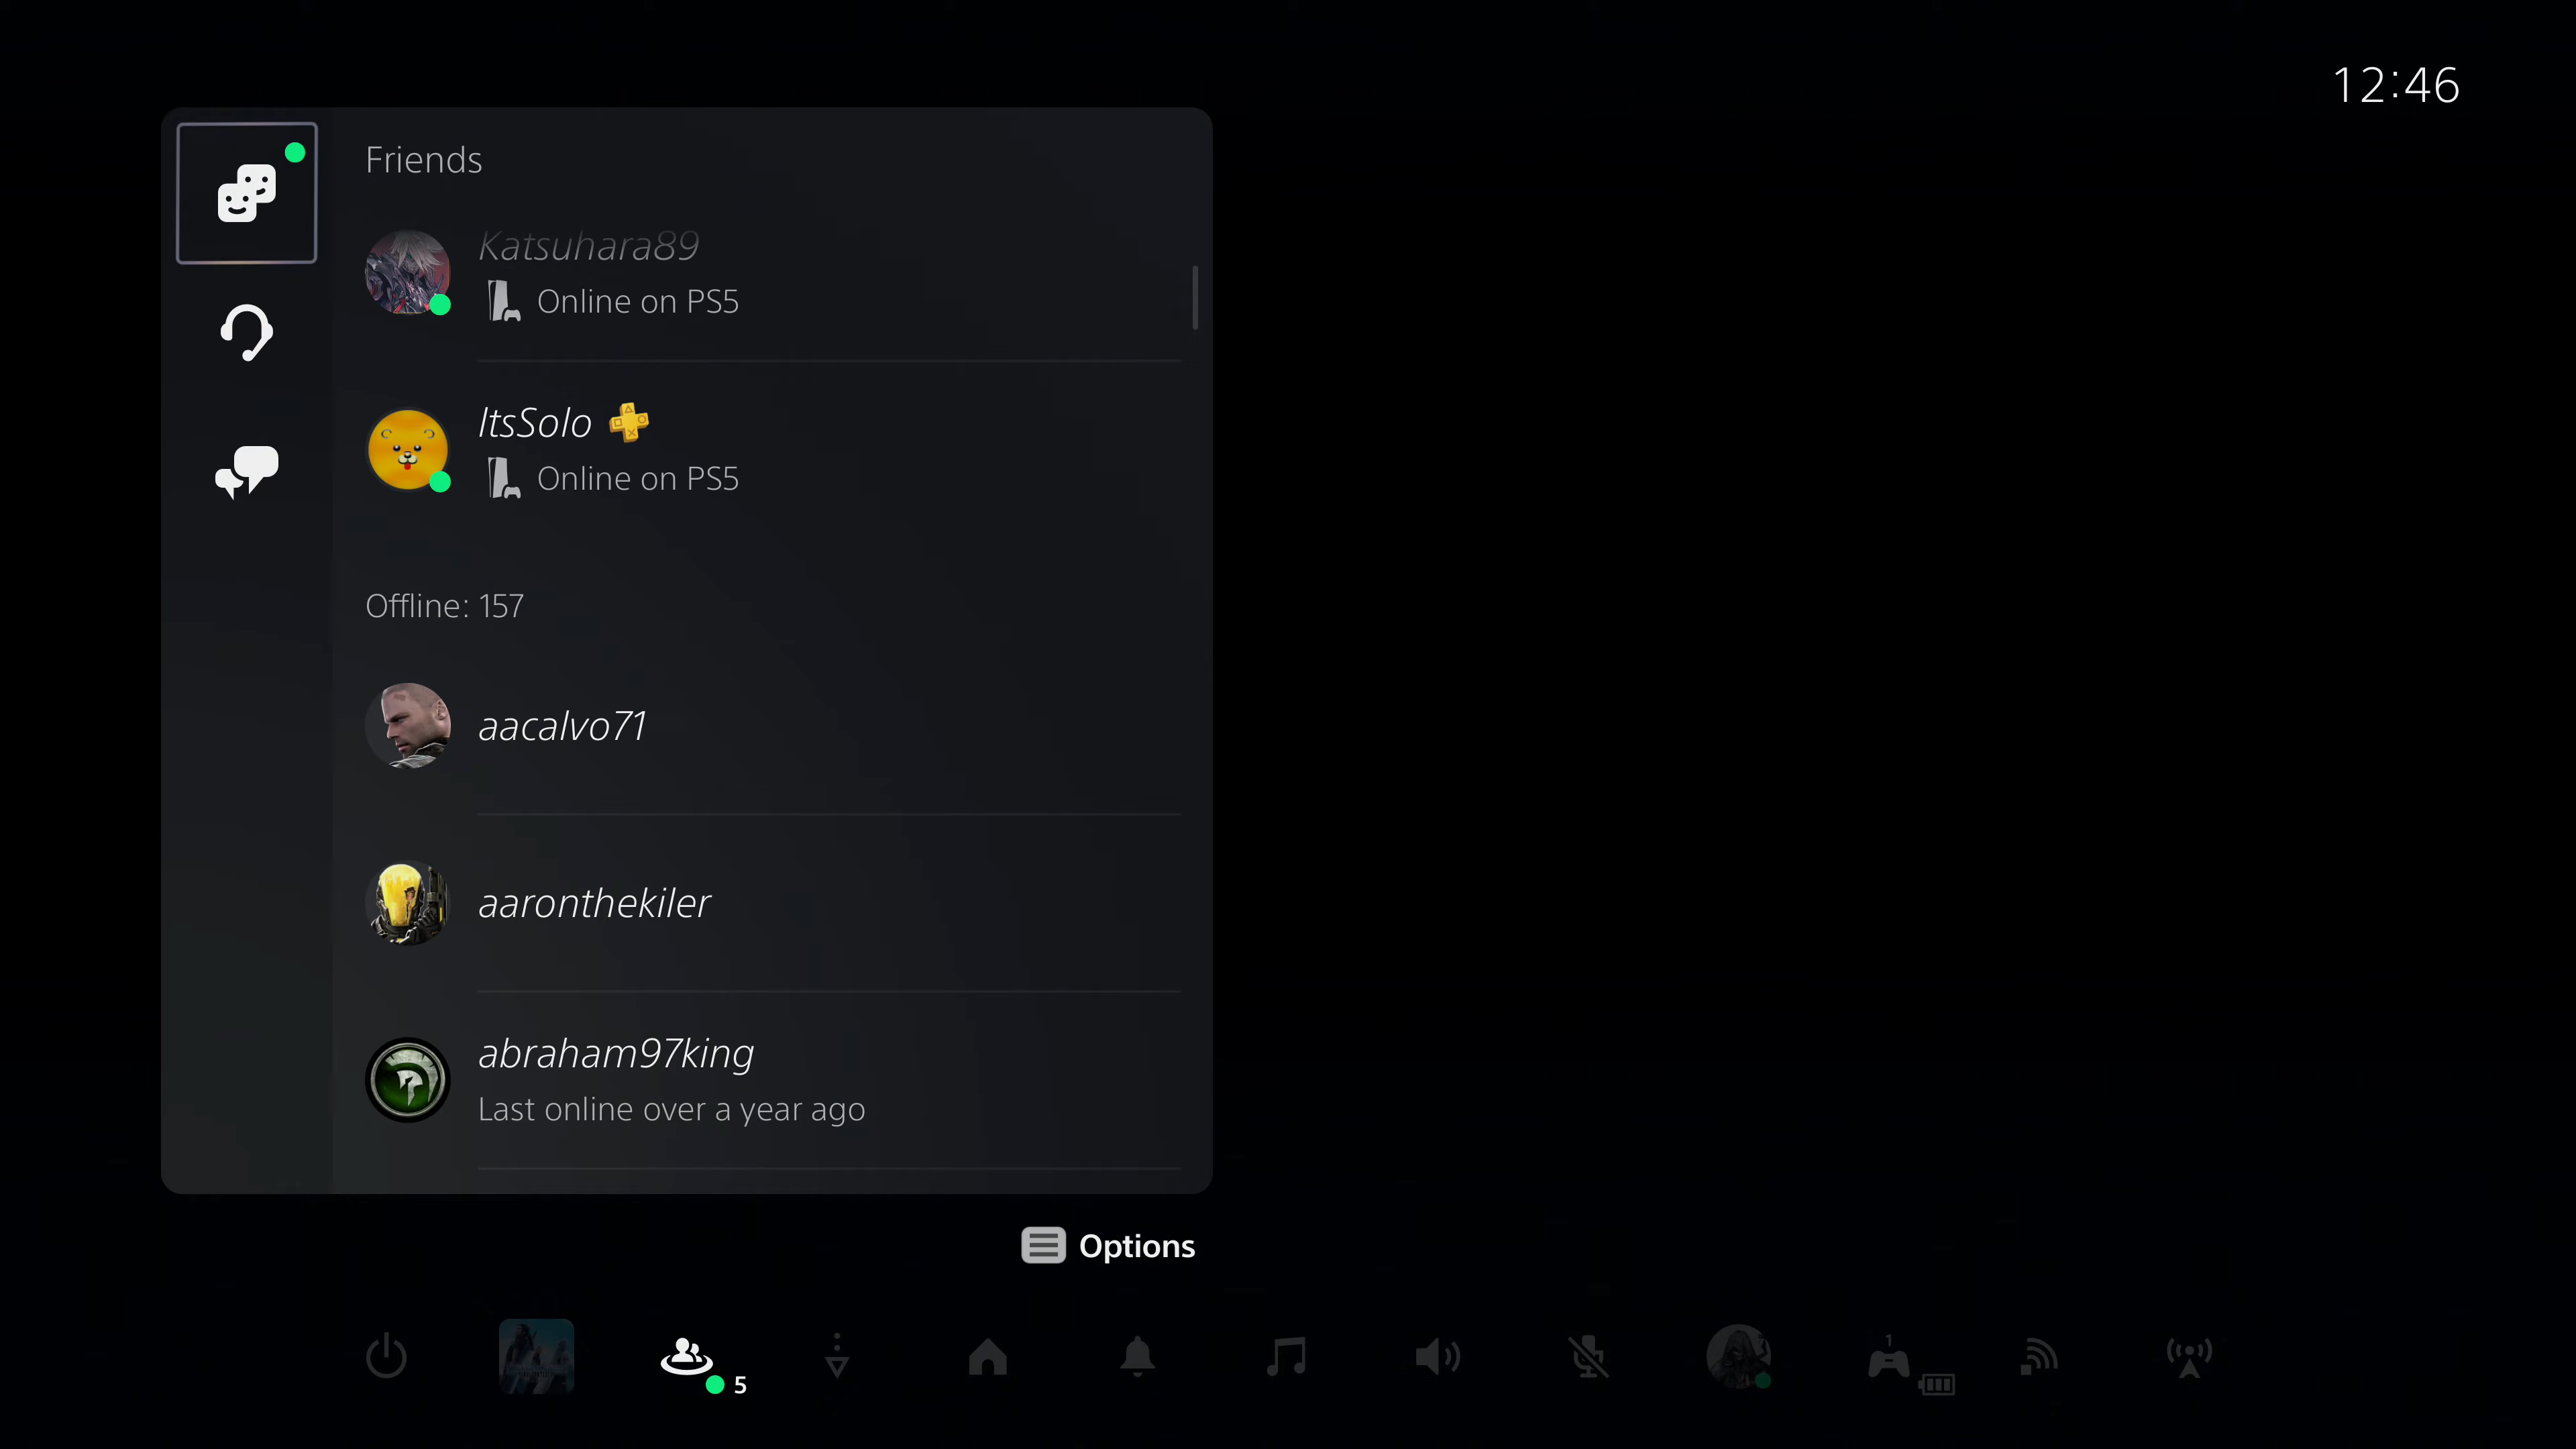 12:46
Friends
Katsuhara89
Online on PS5
ItsSolo
Online on PS5
Offline: 157
aacalvo71
aaronthekiler
abraham97king
Last online over a year ago
Options
5
1